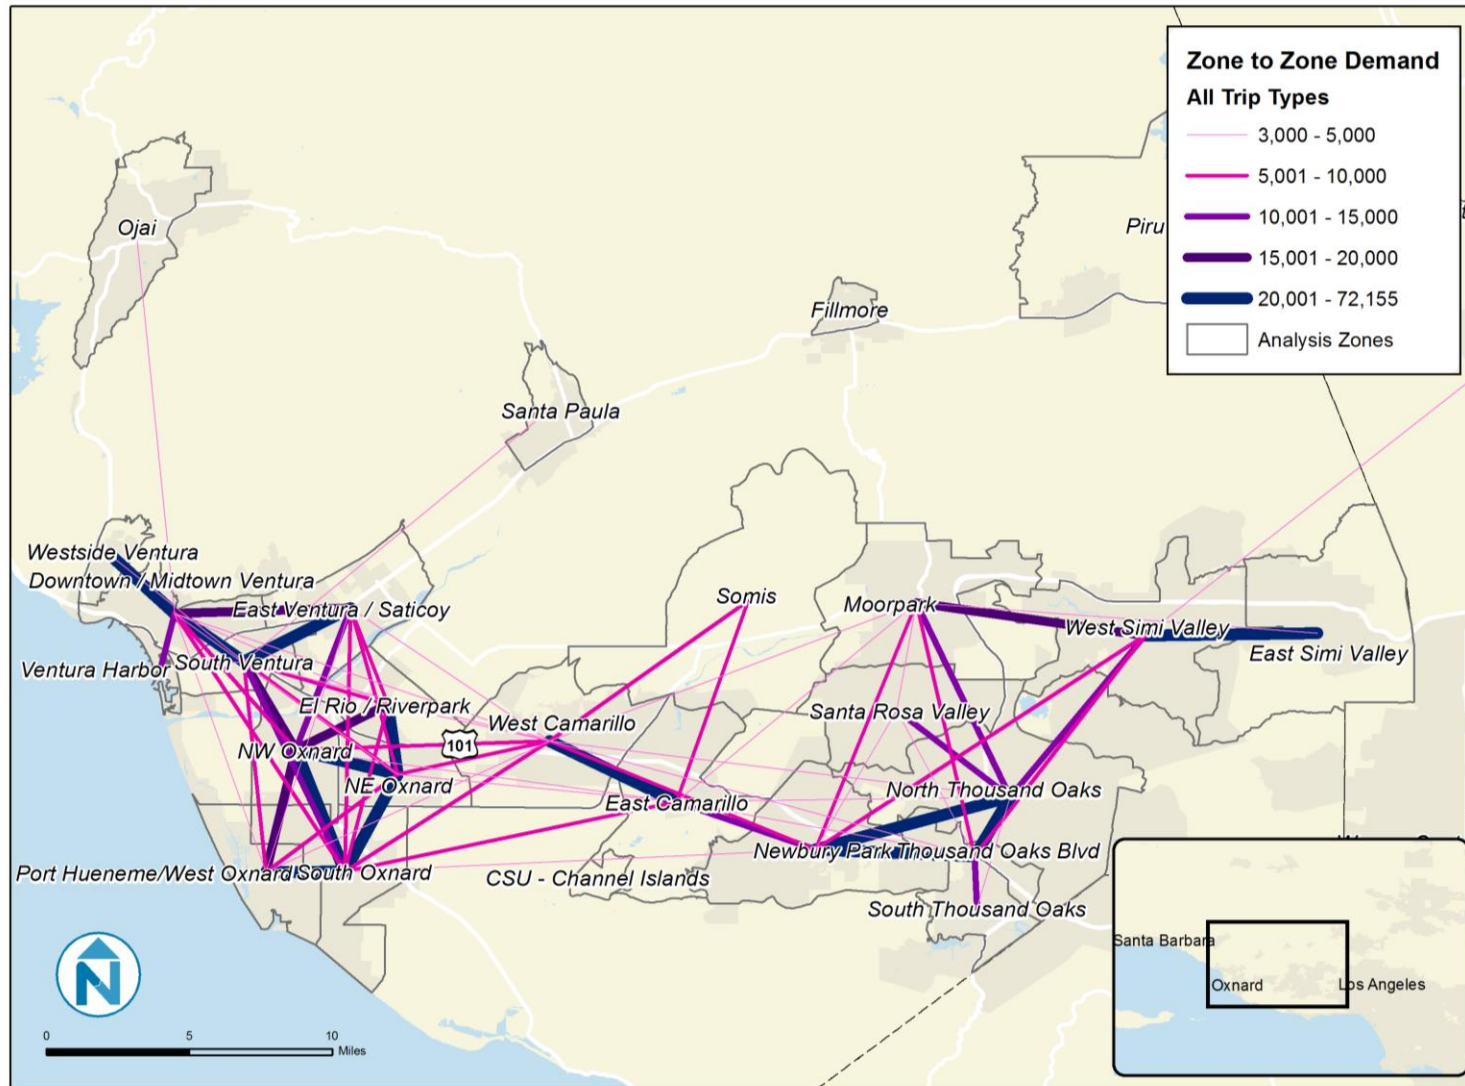 Zone to Zone Demand
All Trip Types
3,000 - 5,000
5,001 - 10,000
10,001 - 15,000
15,001 - 20,000
20,001 - 72,155
Analysis Zones
Ojai
Piru
Fillmore
Santa Paula
Westside Ventura
Downtown / Midtown Ventura
East Ventura / Saticoy
Somis
Moorpark
West Simi Valley
East Simi Valley
Ventura Harbor
South Ventura
El Rio / Riverpark
West Camarillo
Santa Rosa Valley
101
NW Oxnard
NE Oxnard
East Camarillo
North Thousand Oaks
Newbury Park
Thousand Oaks Blvd
Port Hueneme/West Oxnard
South Oxnard
CSU - Channel Islands
South Thousand Oaks
Santa Barbara
Oxnard
Los Angeles
N
0 5 10
Miles